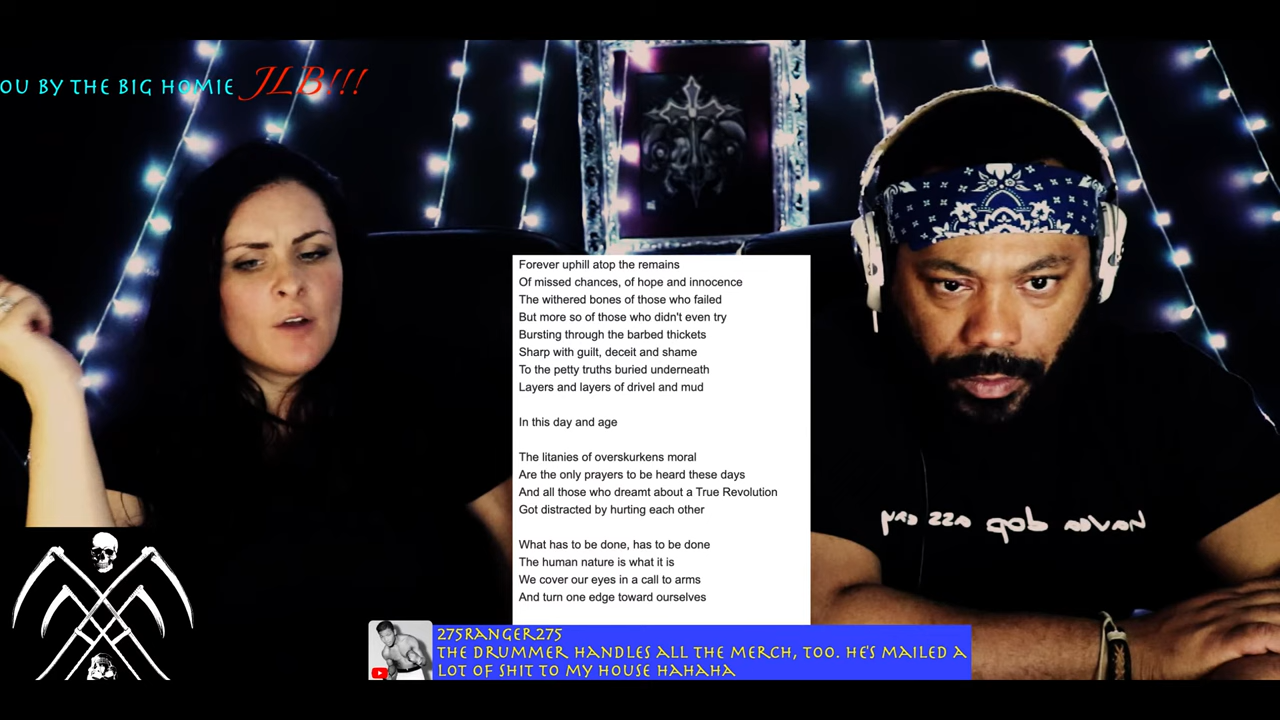 OU BY THE BIG HOMIE JLB!!!
Forever uphill atop the remains
Of missed chances, of hope and innocence
The withered bones of those who failed
But more so of those who didn't even try
Bursting through the barbed thickets
Sharp with guilt, deceit and shame
To the petty truths buried underneath
Layers and layers of drivel and mud
In this day and age
The litanies of overskurkens moral
Are the only prayers to be heard these days
And all those who dreamt about a True Revolution
Got distracted by hurting each other
What has to be done, has to be done
The human nature is what it is
We cover our eyes in a call to arms
And turn one edge toward ourselves
275RANGER275
THE DRUMMER HANDLES ALL THE MERCH, TOO. HE'S MAILED A
LOT OF SHIT TO MY HOUSE HAHAHA